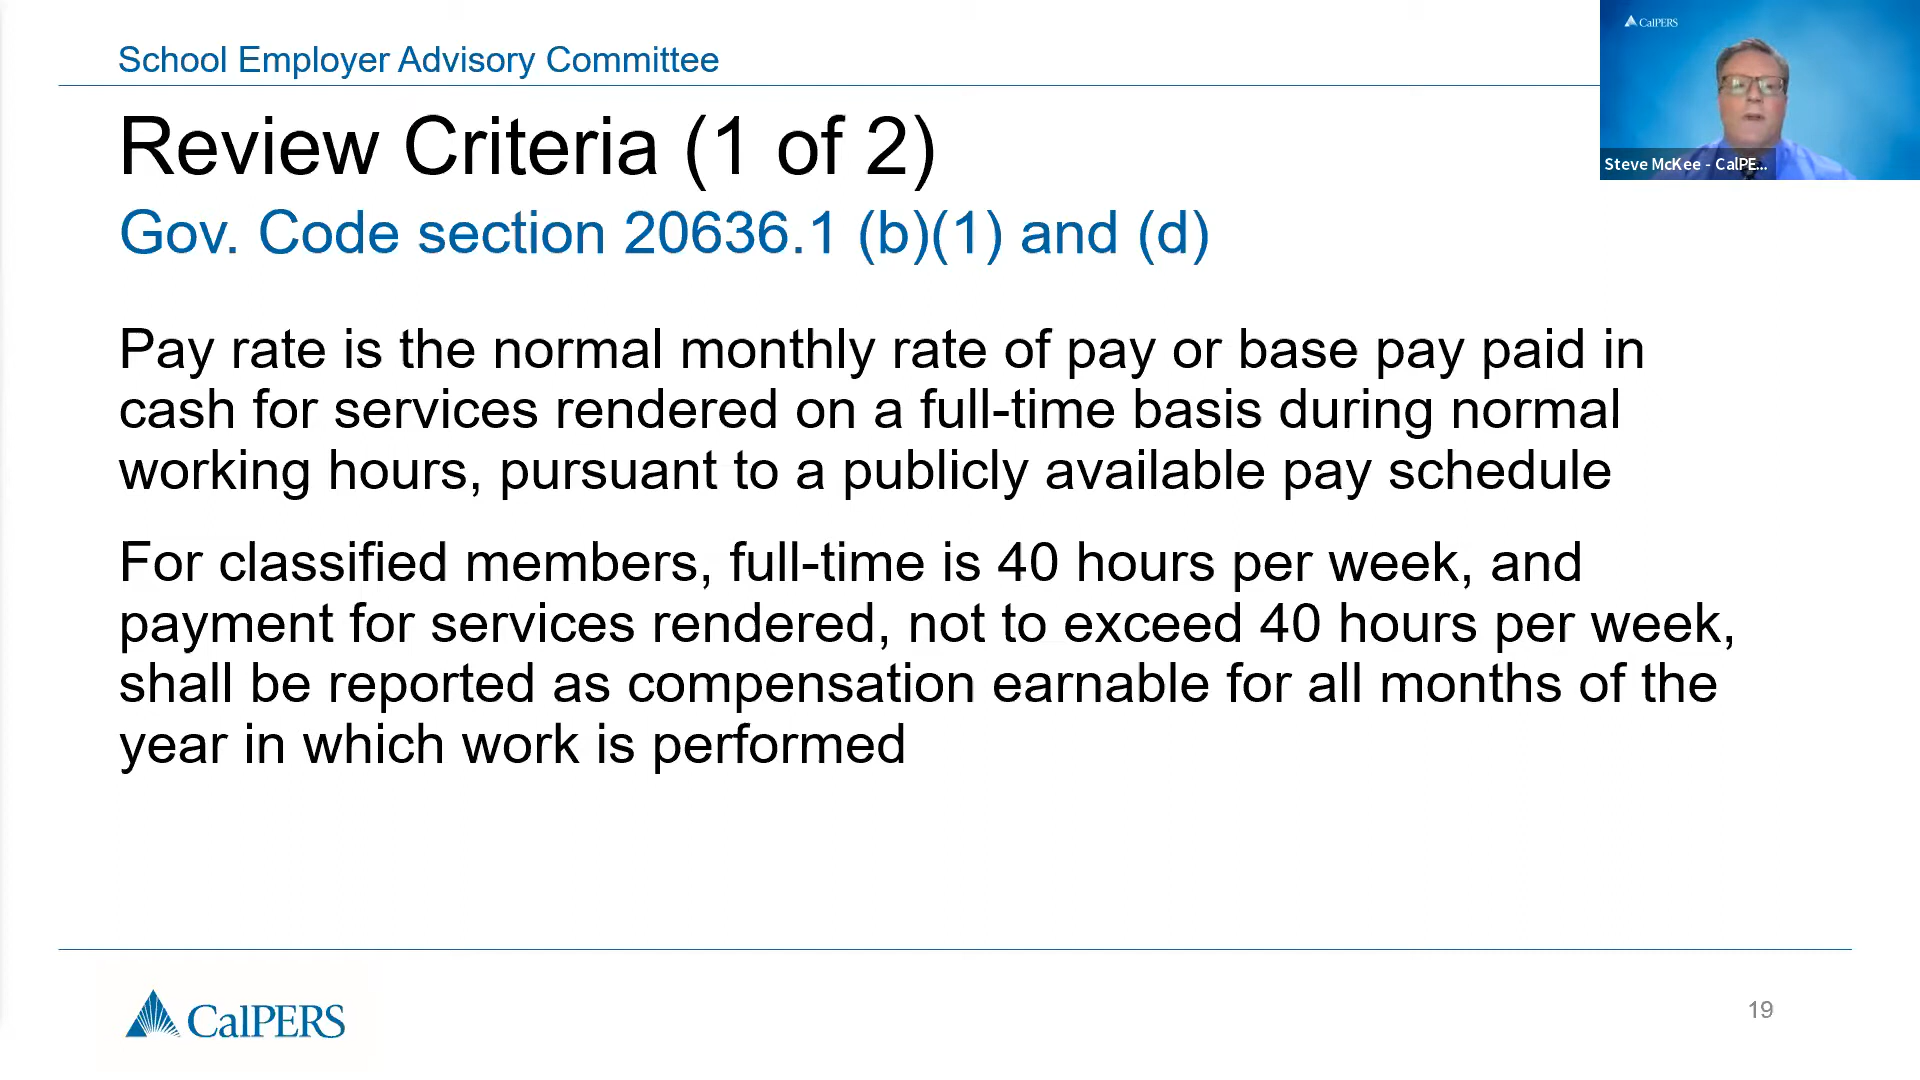 School Employer Advisory Committee
CalPERS
Steve McKee - CalPE...
Review Criteria (1 of 2)
Gov. Code section 20636.1 (b)(1) and (d)
Pay rate is the normal monthly rate of pay or base pay paid in
cash for services rendered on a full-time basis during normal
working hours, pursuant to a publicly available pay schedule
For classified members, full-time is 40 hours per week, and
payment for services rendered, not to exceed 40 hours per week,
shall be reported as compensation earnable for all months of the
year in which work is performed
CalPERS
19